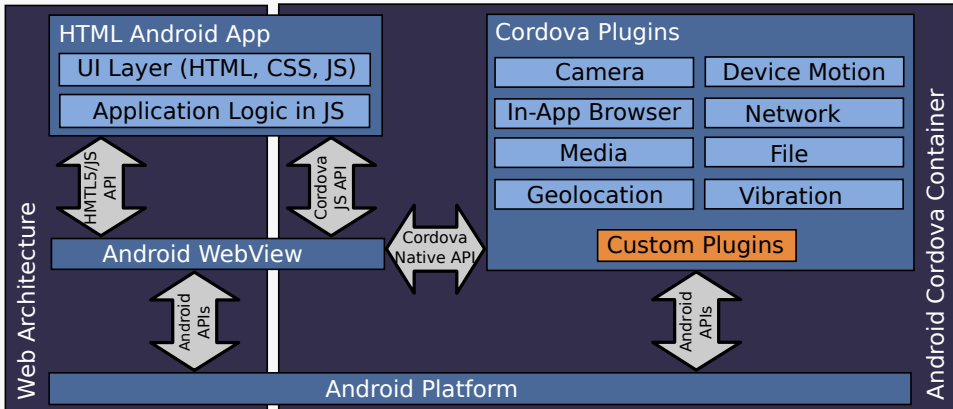 HTML Android App
UI Layer (HTML, CSS, JS)
Application Logic in JS
HMTL5/JS
API
Cordova
JS API
Android WebView
Cordova
Native API
Android
APIs
Cordova Plugins
Camera
Device Motion
In-App Browser
Network
Media
File
Geolocation
Vibration
Custom Plugins
Android
APIs
Android Platform
Web Architecture
Android Cordova Container